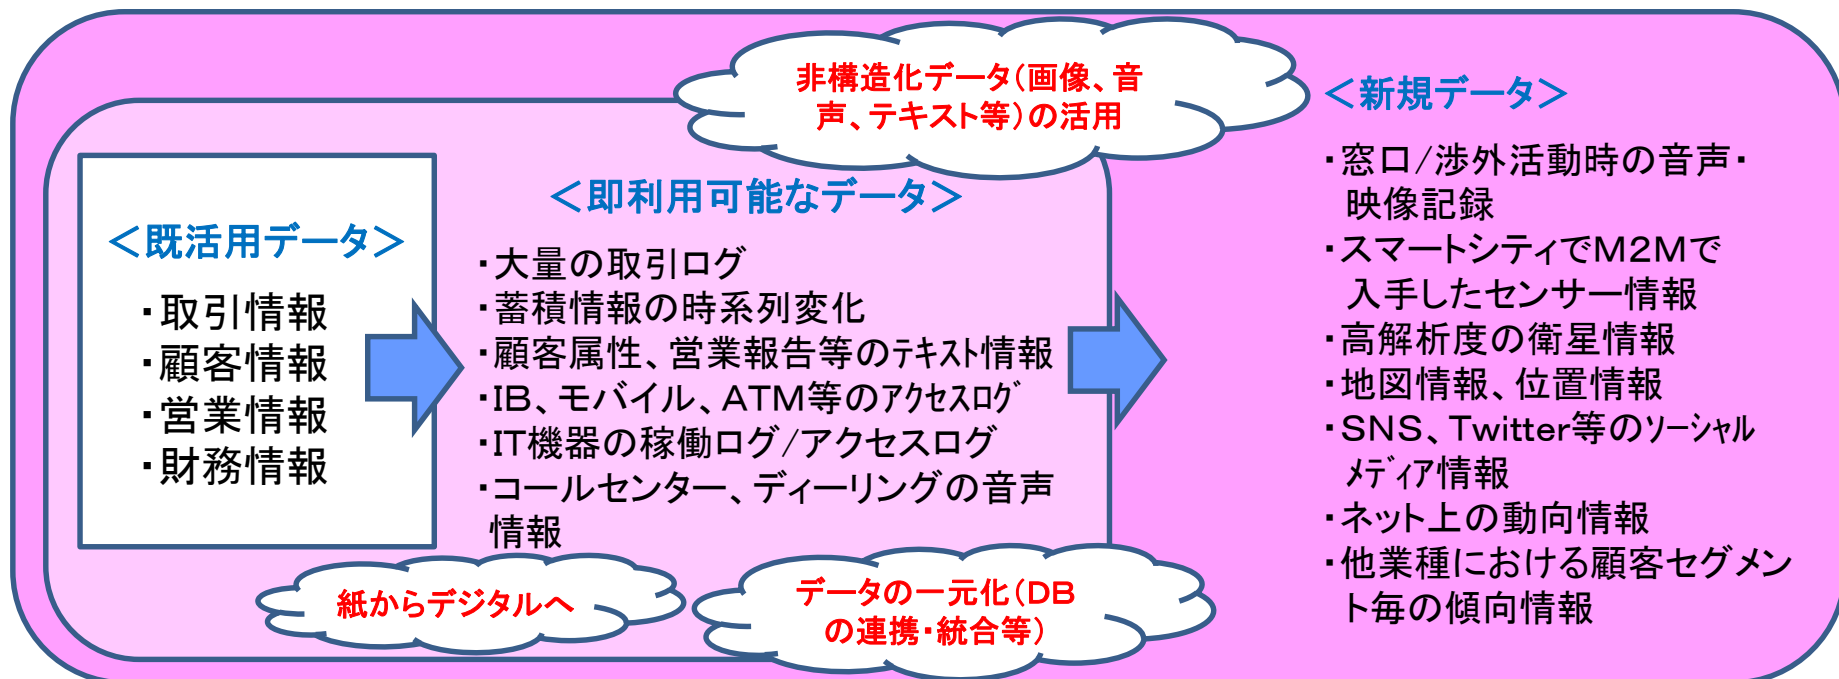 非構造化データ（画像、音
声、テキスト等）の活用
＜既活用データ＞
・取引情報
・顧客情報
・営業情報
・財務情報
＜即利用可能なデータ＞
・大量の取引ログ
・蓄積情報の時系列変化
・顧客属性、営業報告等のﾃｷｽﾄ情報
・IB、モバイル、ATM等のｱｸｾｽﾛｸﾞ
・IT機器の稼働ログ/アクセスログ
・コールセンター、ディーリングの音声
情報
紙からデジタルへ
データの一元化（DB
の連携・統合等）
＜新規データ＞
・窓口/渉外活動時の音声・
映像記録
・スマートシティでM2Mで
入手したセンサー情報
・高解析度の衛星情報
・地図情報、位置情報
・SNS、Twitter等のｿｰｼｬﾙ
ﾒﾃﾞｨｱ情報
・ネット上の動向情報
・他業種における顧客セグメン
ト毎の傾向情報